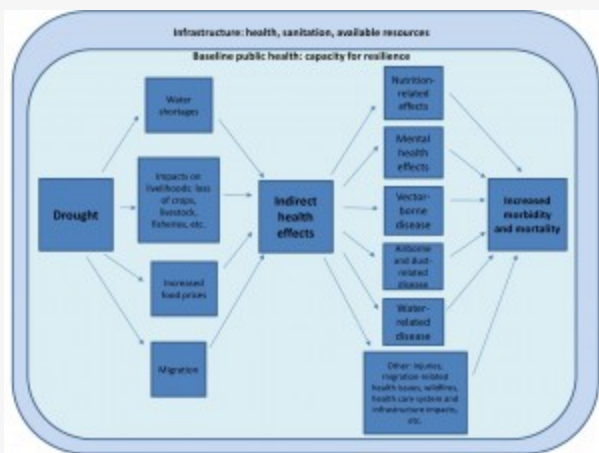 Infrastructure: health, sanitation, available resources
Baseline public health: capacity for resilience
Drought
Water
shortages
Impacts on
livelihoods: loss
of crops,
livestock,
fisheries, etc.
Increased
food prices
Migration
Indirect
health
effects
Nutrition-
related
effects
Mental
health
effects
Vector-
borne
disease
Airborne
and dust-
related
disease
Water-
related
disease
Other: injuries,
migration-related
health issues, wildfires,
health care system and
infrastructure impacts,
etc.
Increased
morbidity
and mortality